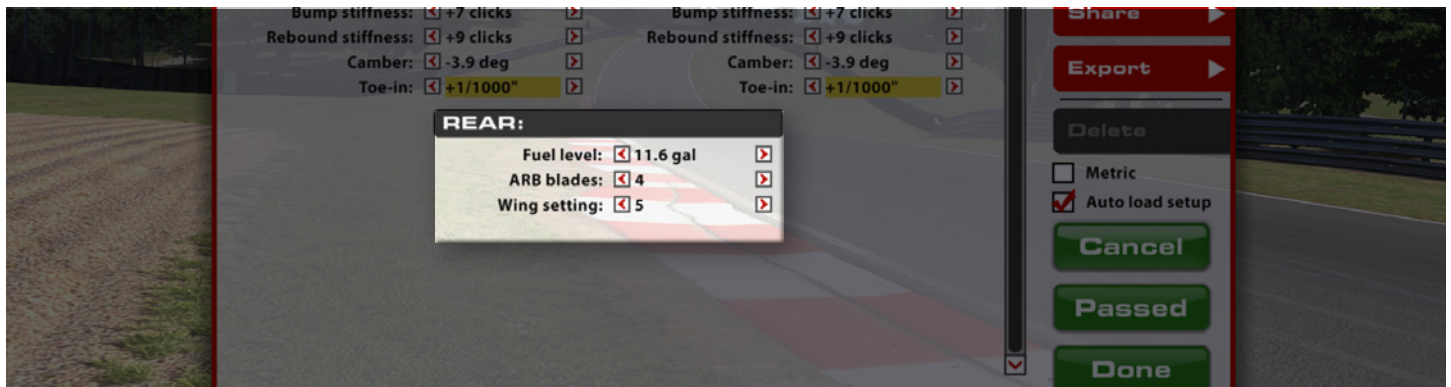 Bump stiffness: +7 clicks Bump stiffness: +7 clicks
Rebound stiffness: +9 clicks Rebound stiffness: +9 clicks
Camber: -3.9 deg Camber: -3.9 deg
Toe-in: +1/1000" Toe-in: +1/1000"
REAR:
Fuel level: 11.6 gal
ARB blades: 4
Wing setting: 5
Share
Export
Delete
Metric
Auto load setup
Cancel
Passed
Done